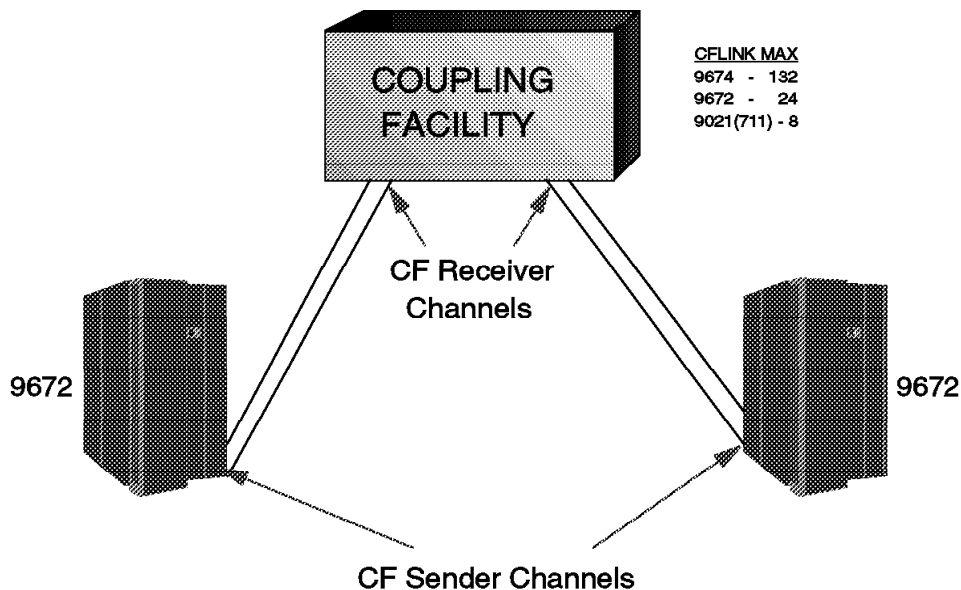 COUPLING
FACILITY
CFLINK MAX
9674 - 132
9672 - 24
9021(711) - 8
CF Receiver
Channels
9672
9672
CF Sender Channels